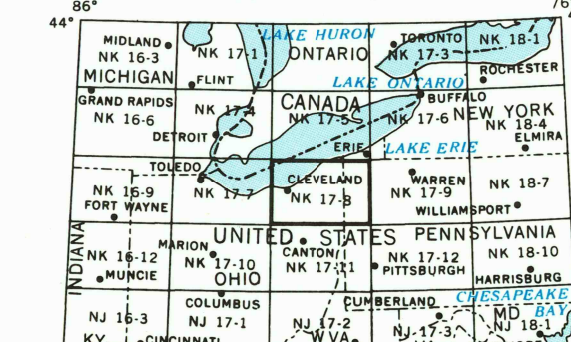 86°
76
44°
LAKE HURON
MIDLAND
NK 16-3
NK 17-1
ONTARIO
TORONTO
NK 17-3
NK 18-1
MICHIGAN
FLINT
LAKE ONTARIO
ROCHESTER
GRAND RAPIDS
NK 16-6
NK 17-4
CANADA
NK 17-5
BUFFALO
NK 17-6
NEW YORK
NK 18-4
ELMIRA
DETROIT
ERIE
LAKE ERIE
TOLEDO
NK 16-9
FORT WAYNE
NK 17-7
CLEVELAND
NK 17-8
WARREN
NK 17-9
NK 18-7
WILLIAMSPORT
INDIANA
UNITED STATES
PENNSYLVANIA
MARION
NK 16-12
NK 17-10
CANTON
NK 17-11
NK 17-12
NK 18-10
MUNCIE
OHIO
PITTSBURGH
HARRISBURG
COLUMBUS
CUMBERLAND
CHESAPEAKE
BAY
NJ 16-3
NJ 17-1
NJ 17-2
NJ 17-3
MD
NJ 18-1
KY
CINCINNATI
W VA